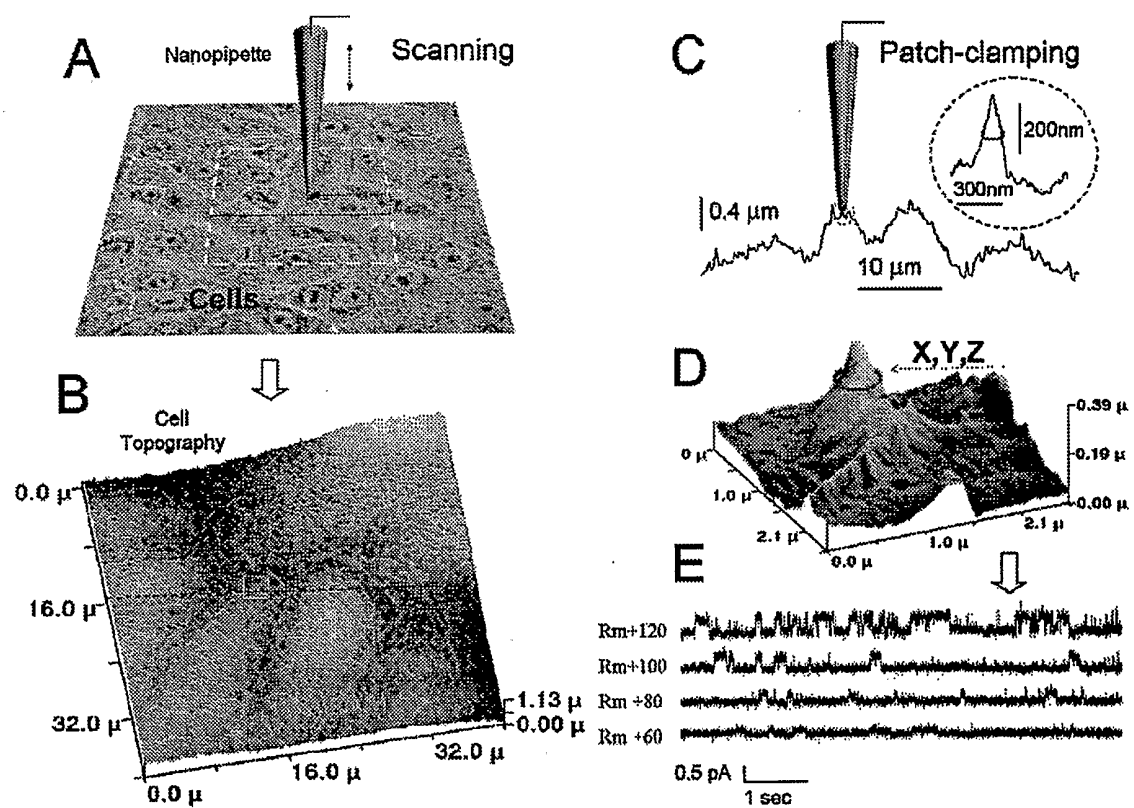 A
Nanopipette
Scanning
Cells
B
Cell
Topography
0.0 µ
16.0 µ
32.0 µ
0.0 µ
16.0 µ
32.0 µ
1.13 µ
0.00 µ
C
Patch-clamping
200nm
300nm
0.4 µm
10 µm
D
X,Y,Z
0.39 µ
0.19 µ
0.00 µ
0 µ
1.0 µ
2.1 µ
0.0 µ
1.0 µ
2.1 µ
E
Rm+120
Rm+100
Rm +80
Rm +60
0.5 pA
1 sec